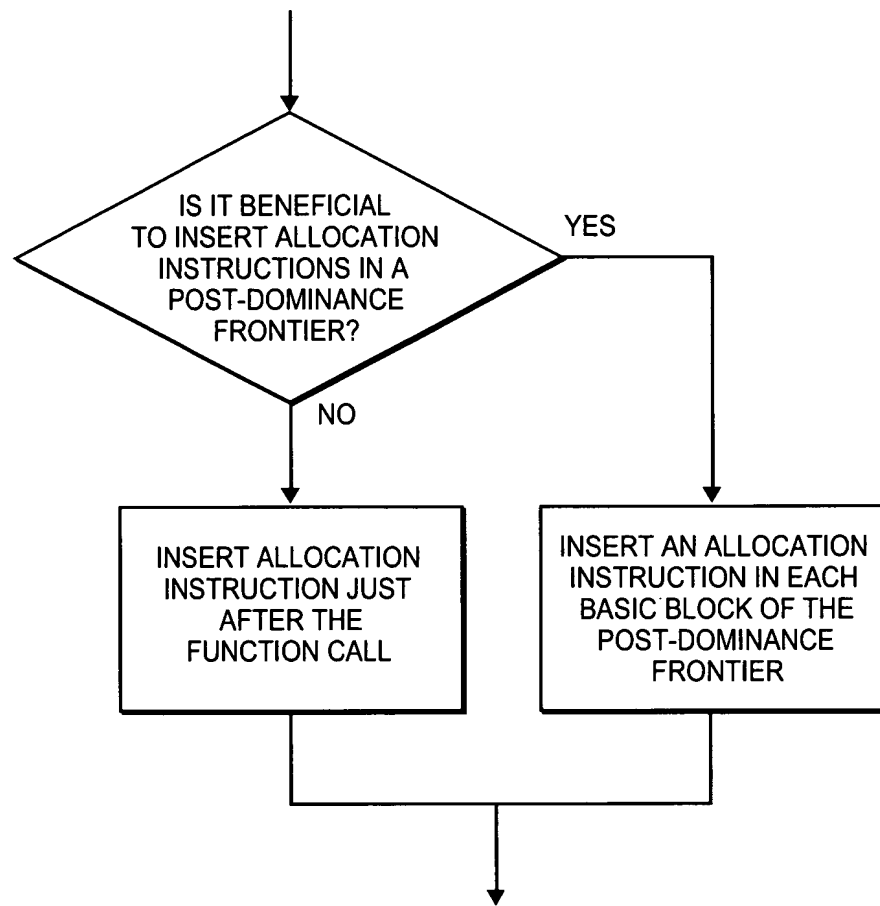 IS IT BENEFICIAL
TO INSERT ALLOCATION
INSTRUCTIONS IN A
POST-DOMINANCE
FRONTIER?
YES
NO
INSERT ALLOCATION
INSTRUCTION JUST
AFTER THE
FUNCTION CALL
INSERT AN ALLOCATION
INSTRUCTION IN EACH
BASIC BLOCK OF THE
POST-DOMINANCE
FRONTIER